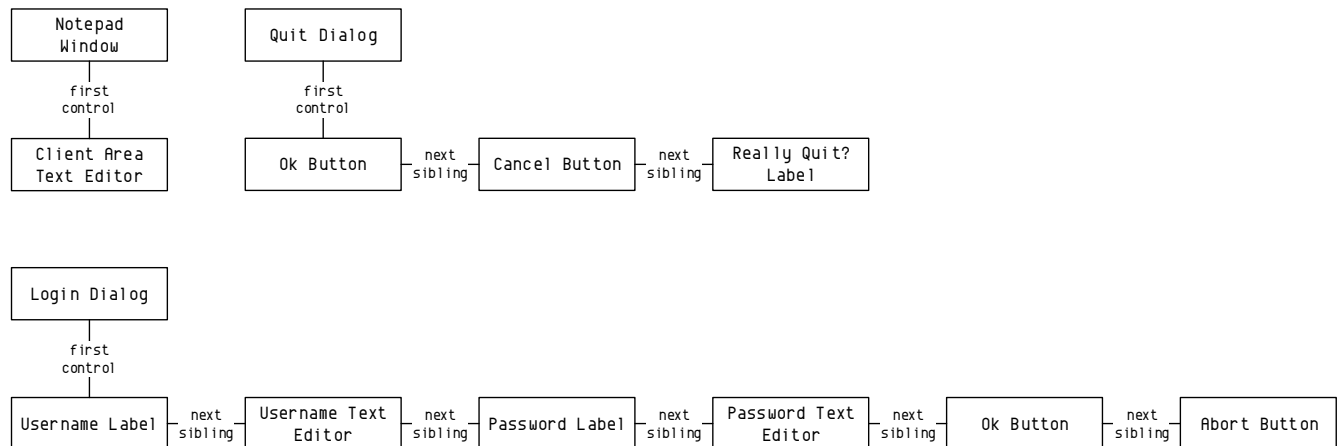 Notepad
Window
Quit Dialog
first
control
first
control
Client Area
Text Editor
Ok Button
next
sibling
Cancel Button
next
sibling
Really Quit?
Label
Login Dialog
first
control
Username Label
next
sibling
Username Text
Editor
next
sibling
Password Label
next
sibling
Password Text
Editor
next
sibling
Ok Button
next
sibling
Abort Button